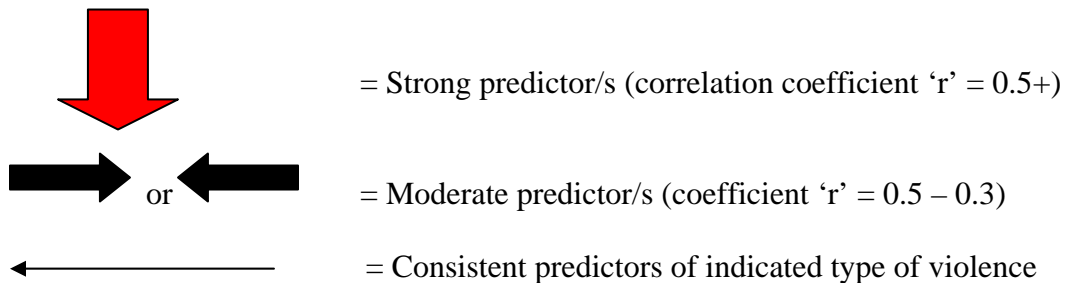 = Strong predictor/s (correlation coefficient ‘r’ = 0.5+)
or = Moderate predictor/s (coefficient ‘r’ = 0.5 – 0.3)
= Consistent predictors of indicated type of violence